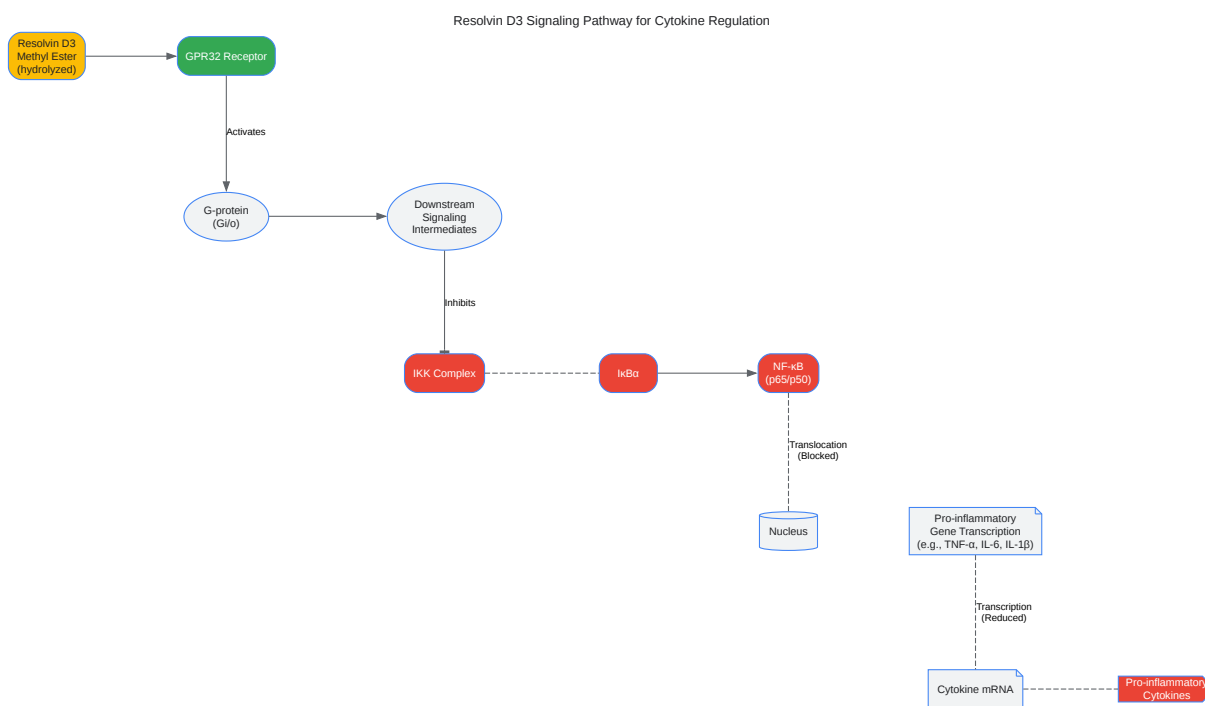 Resolvin D3 Signaling Pathway for Cytokine Regulation
Resolvin D3
Methyl Ester
(hydrolyzed)
GPR32 Receptor
Activates
G-protein
(Gi/o)
Downstream
Signaling
Intermediates
Inhibits
IKK Complex
IκBα
NF-κB
(p65/p50)
Translocation
(Blocked)
Nucleus
Pro-inflammatory
Gene Transcription
(e.g., TNF-α, IL-6, IL-1β)
Transcription
(Reduced)
Cytokine mRNA
Pro-inflammatory
Cytokines